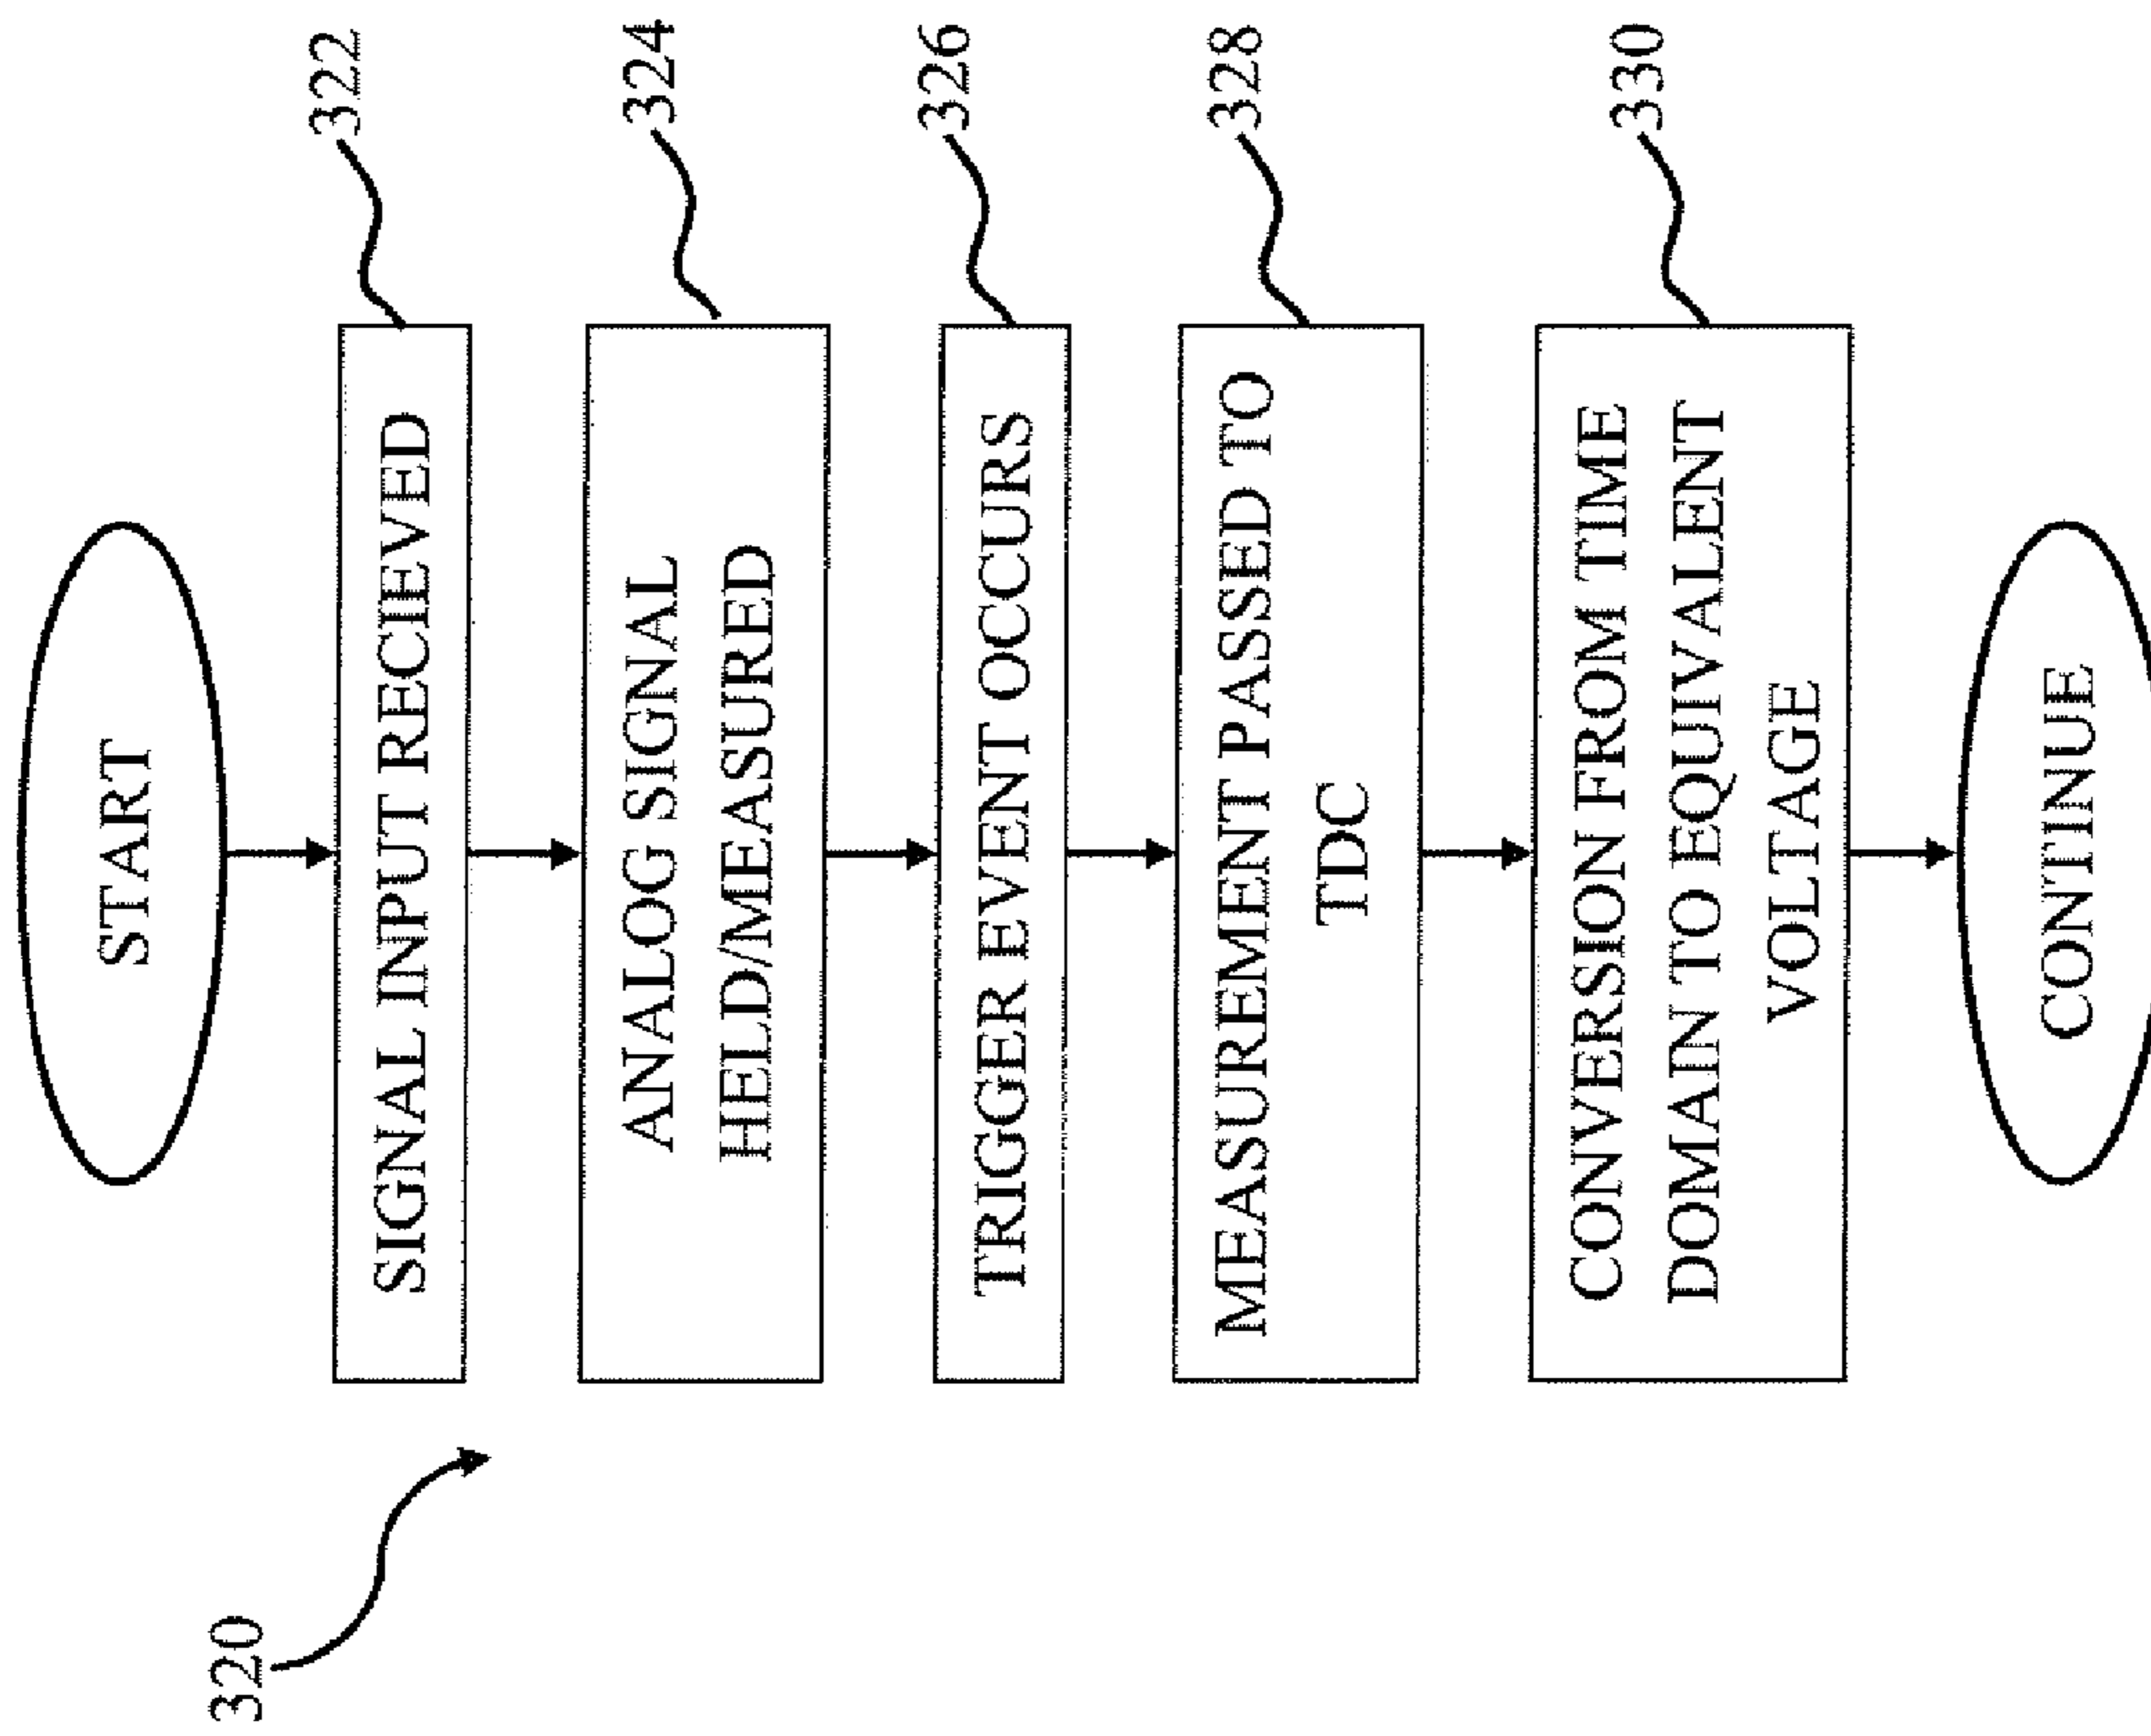 320
START
322
SIGNAL INPUT RECIEVED
324
ANALOG SIGNAL
HELD/MEASURED
326
TRIGGER EVENT OCCURS
328
MEASUREMENT PASSED TO
TDC
330
CONVERSION FROM TIME
DOMAIN TO EQUIVALENT
VOLTAGE
CONTINUE